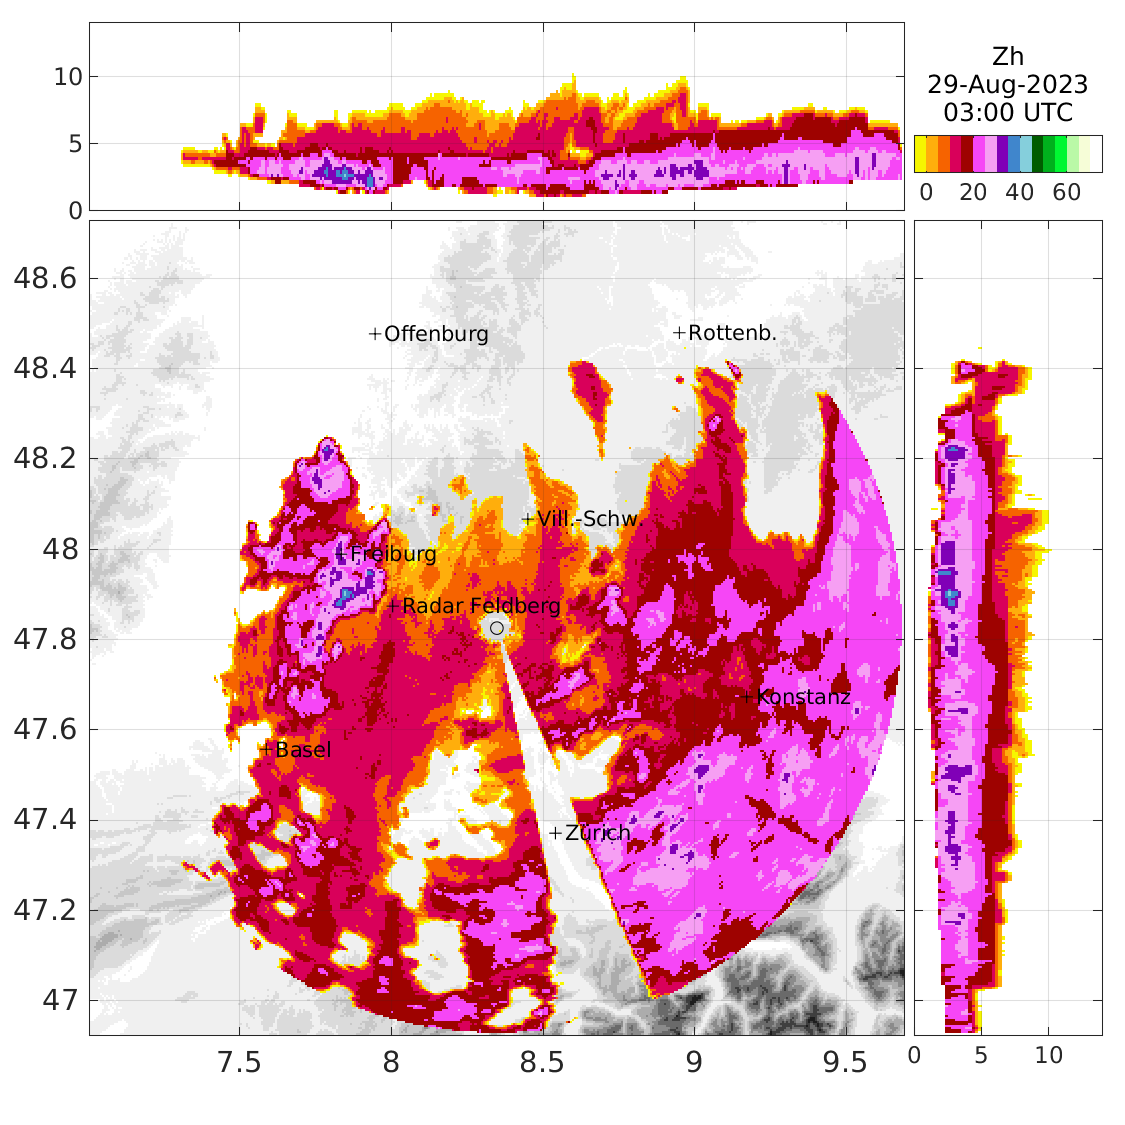 10
5
0
Zh
29-Aug-2023
03:00 UTC
0 20 40 60
48.6
48.4
48.2
48
47.8
47.6
47.4
47.2
47
Offenburg
Rottenb.
Vill.-Schw.
Freiburg
Radar Feldberg
Konstanz
Basel
Zürich
7.5 8 8.5 9 9.5
0 5 10